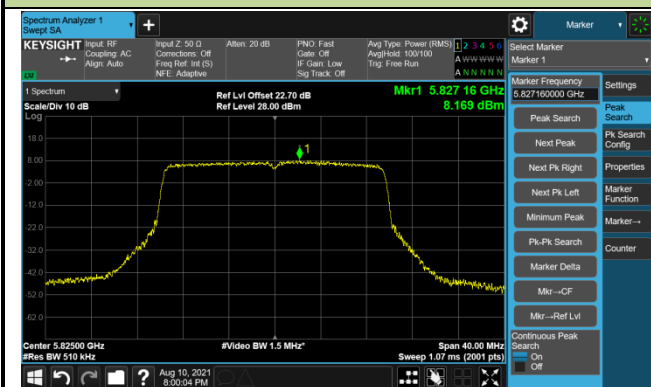 Spectrum Analyzer 1
Swept SA
+
Marker
KEYSIGHT
Input: RF
Coupling: AC
Align: Auto
Input Z: 50 Ω
Corrections: Off
Freq Ref: Int (S)
NFE: Adaptive
Atten: 20 dB
PNO: Fast
Gate: Off
IF Gain: Low
Sig Track: Off
Avg Type: Power (RMS)
Avg|Hold: 100/100
Trig: Free Run
1 2 3 4 5 6
A W W W W W
A N N N N N
Select Marker
Marker 1
LXI
1 Spectrum
Scale/Div 10 dB
Log
Ref Lvl Offset 22.70 dB
Ref Level 28.00 dBm
Mkr1 5.827 16 GHz
8.169 dBm
Marker Frequency
5.827160000 GHz
Settings
Peak Search
Peak
Search
Next Peak
Pk Search
Config
Next Pk Right
Properties
Next Pk Left
Marker
Function
Minimum Peak
Marker→
Pk-Pk Search
Counter
Marker Delta
Mkr→CF
Mkr→Ref Lvl
Continuous Peak
Search
On
Off
1
18.0
8.00
-2.00
-12.0
-22.0
-32.0
-42.0
-52.0
-62.0
Center 5.82500 GHz
#Res BW 510 kHz
#Video BW 1.5 MHz*
Span 40.00 MHz
Sweep 1.07 ms (2001 pts)
?
Aug 10, 2021
8:00:04 PM